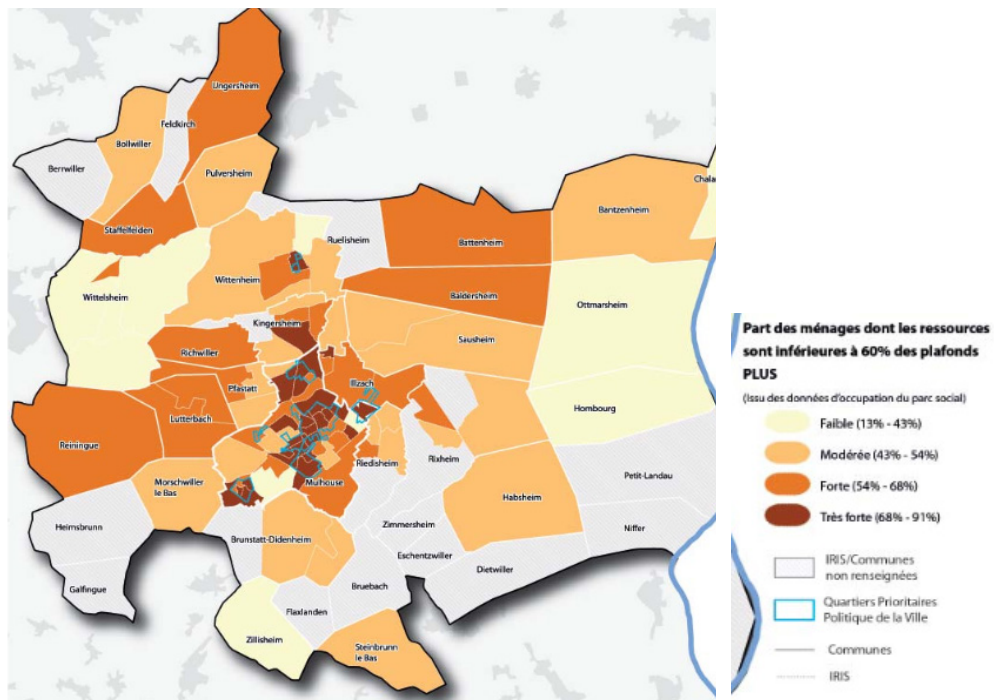 Ungersheim
Feldkirch
Bollwiller
Berrwiller
Pulversheim
Chala
Bantzenheim
Staffelfelden
Ruelisheim
Battenheim
Wittenheim
Wittelsheim
Baldersheim
Ottmarsheim
Kingersheim
Sausheim
Richwiller
Pfastatt
Illzach
Lutterbach
Hombourg
Reiningue
Riedisheim
Rixheim
Petit-Landau
Morschwiller
le Bas
Mulhouse
Habsheim
Heimsbrunn
Zimmersheim
Niffer
Brunstatt-Didenheim
Eschentzwiller
Dietwiller
Galfingue
Bruebach
Flaxlanden
Zillisheim
Steinbrunn
le Bas
Part des ménages dont les ressources
sont inférieures à 60% des plafonds
PLUS
(Issu des données d'occupation du parc social)
Faible (13% - 43%)
Modérée (43% - 54%)
Forte (54% - 68%)
Très forte (68% - 91%)
IRIS/Communes
non renseignées
Quartiers Prioritaires
Politique de la Ville
Communes
IRIS